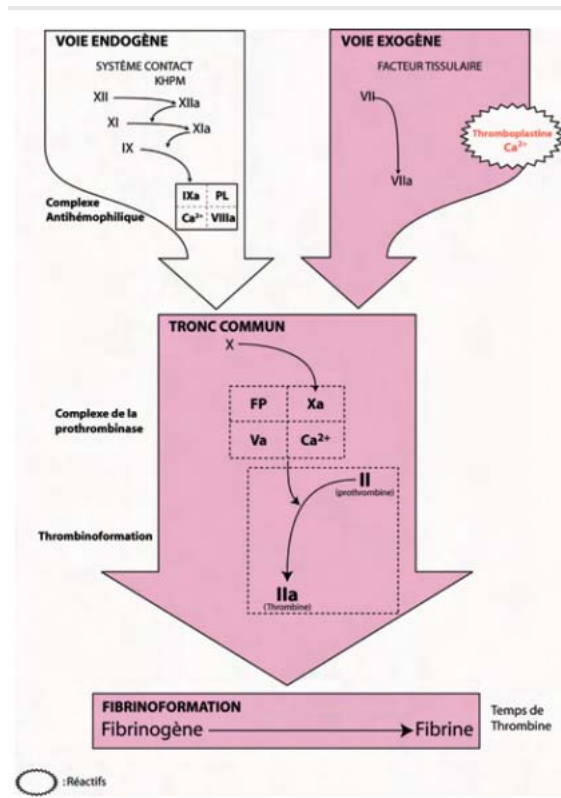 VOIE ENDOGÈNE
SYSTÈME CONTACT
KHPM
XII
XIIa
XI
XIa
IX
IXa
PL
Ca²⁺
VIIIa
Complexe
Antihémophilique
VOIE EXOGÈNE
FACTEUR TISSULAIRE
VII
VIIa
Thromboplastine
Ca²⁺
TRONC COMMUN
X
FP
Xa
Va
Ca²⁺
Complexe de la
prothrombinase
II
(prothrombine)
Thrombinoformation
IIa
(Thrombine)
FIBRINOFORMATION
Fibrinogène
Fibrine
Temps de
Thrombine
: Réactifs